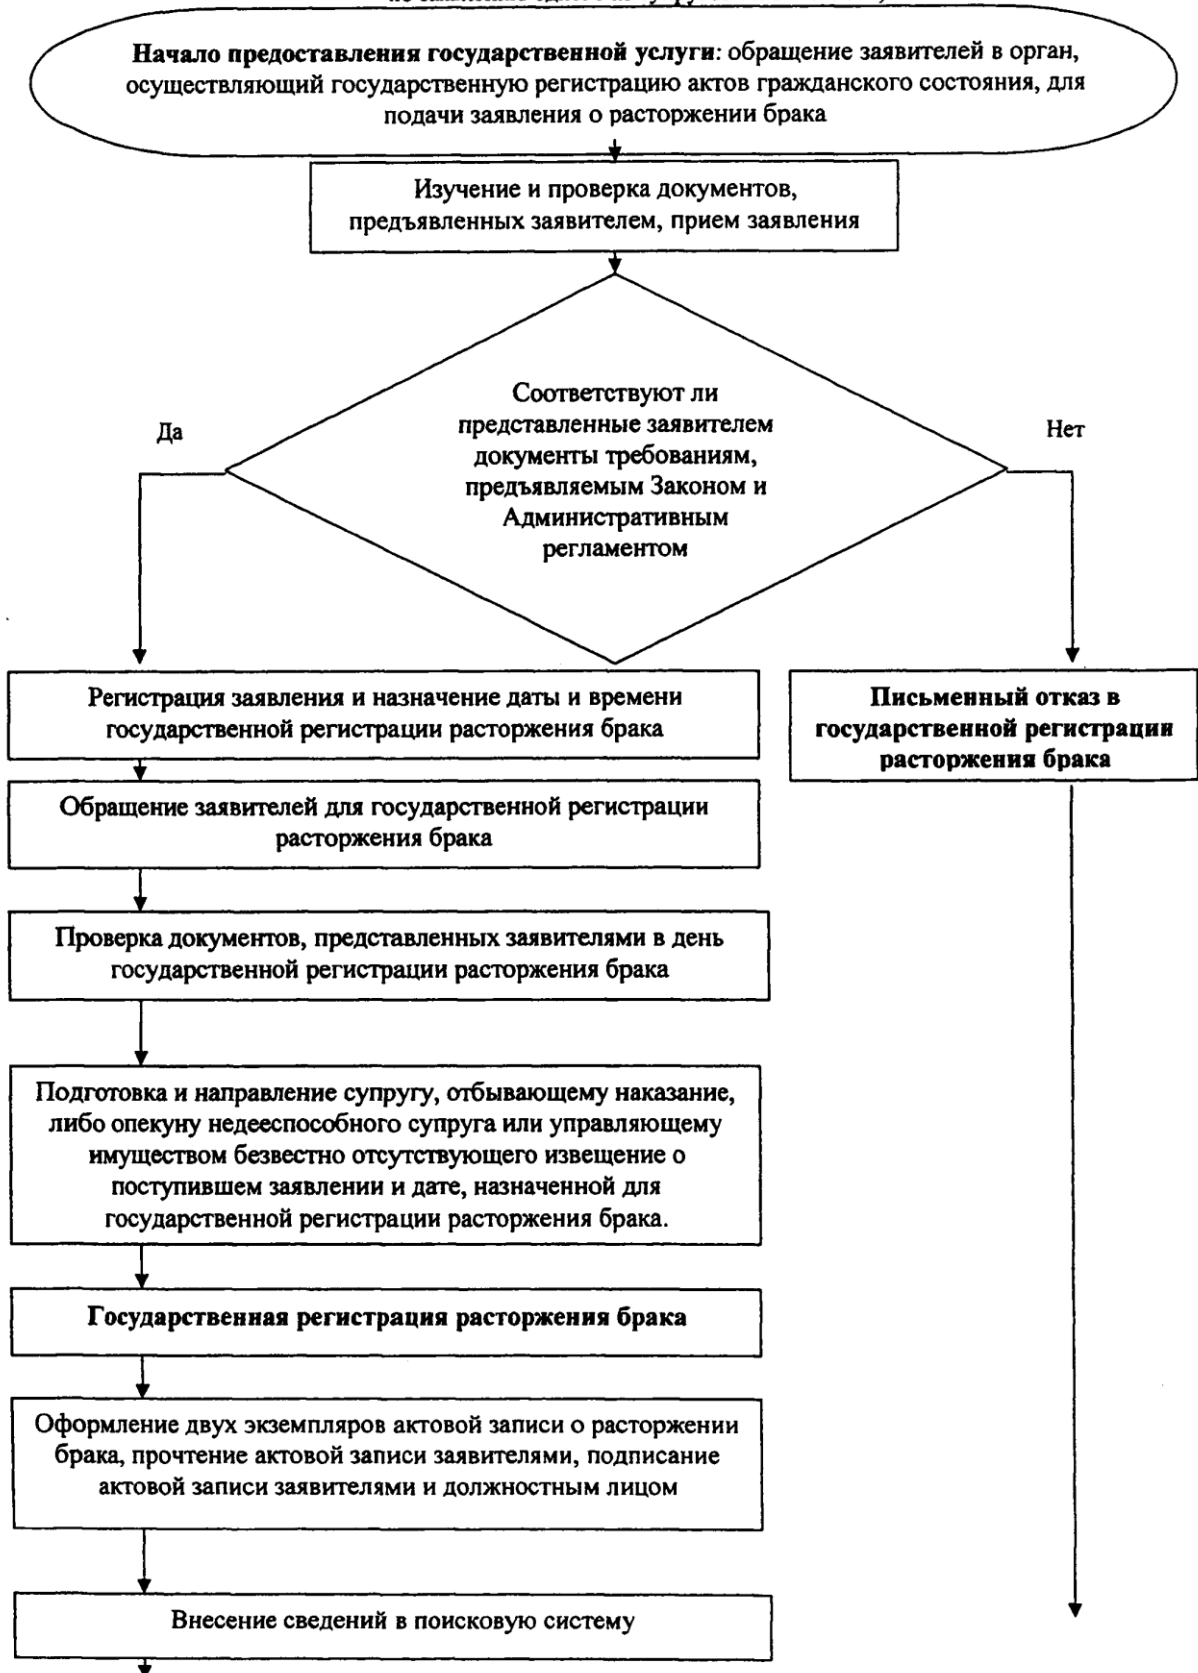 Начало предоставления государственной услуги: обращение заявителей в орган,
осуществляющий государственную регистрацию актов гражданского состояния, для
подачи заявления о расторжении брака
Изучение и проверка документов,
предъявленных заявителем, прием заявления
Соответствуют ли
представленные заявителем
документы требованиям,
предъявляемым Законом и
Административным
регламентом
Да
Нет
Регистрация заявления и назначение даты и времени
государственной регистрации расторжения брака
Письменный отказ в
государственной регистрации
расторжения брака
Обращение заявителей для государственной регистрации
расторжения брака
Проверка документов, представленных заявителями в день
государственной регистрации расторжения брака
Подготовка и направление супругу, отбывающему наказание,
либо опекуну недееспособного супруга или управляющему
имуществом безвестно отсутствующего извещение о
поступившем заявлении и дате, назначенной для
государственной регистрации расторжения брака.
Государственная регистрация расторжения брака
Оформление двух экземпляров актовой записи о расторжении
брака, прочтение актовой записи заявителями, подписание
актовой записи заявителями и должностным лицом
Внесение сведений в поисковую систему